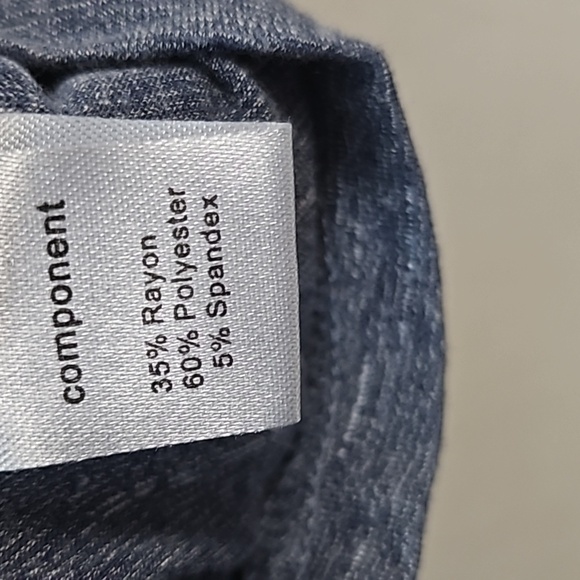 component
35% Rayon
60% Polyester
5% Spandex